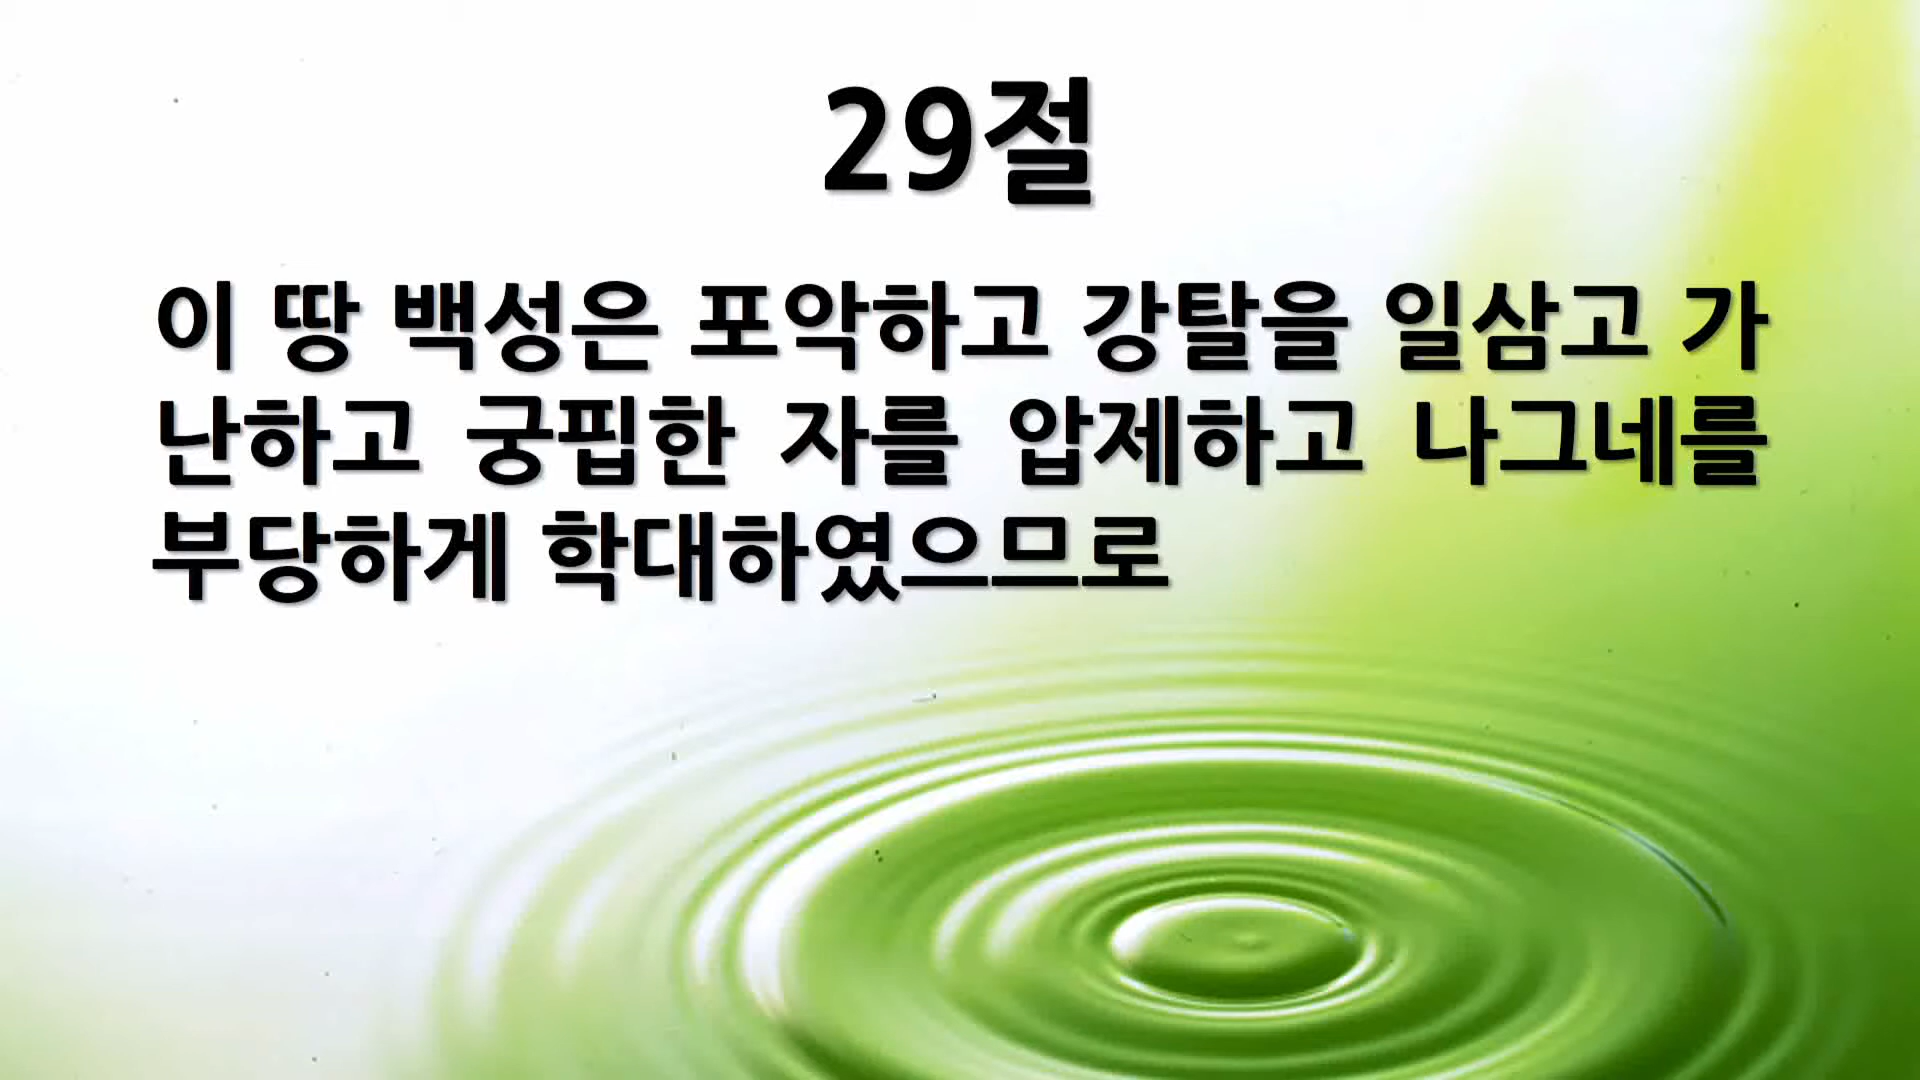 29절
이 땅 백성은 포악하고 강탈을 일삼고 가
난하고 궁핍한 자를 압제하고 나그네를
부당하게 학대하였으므로